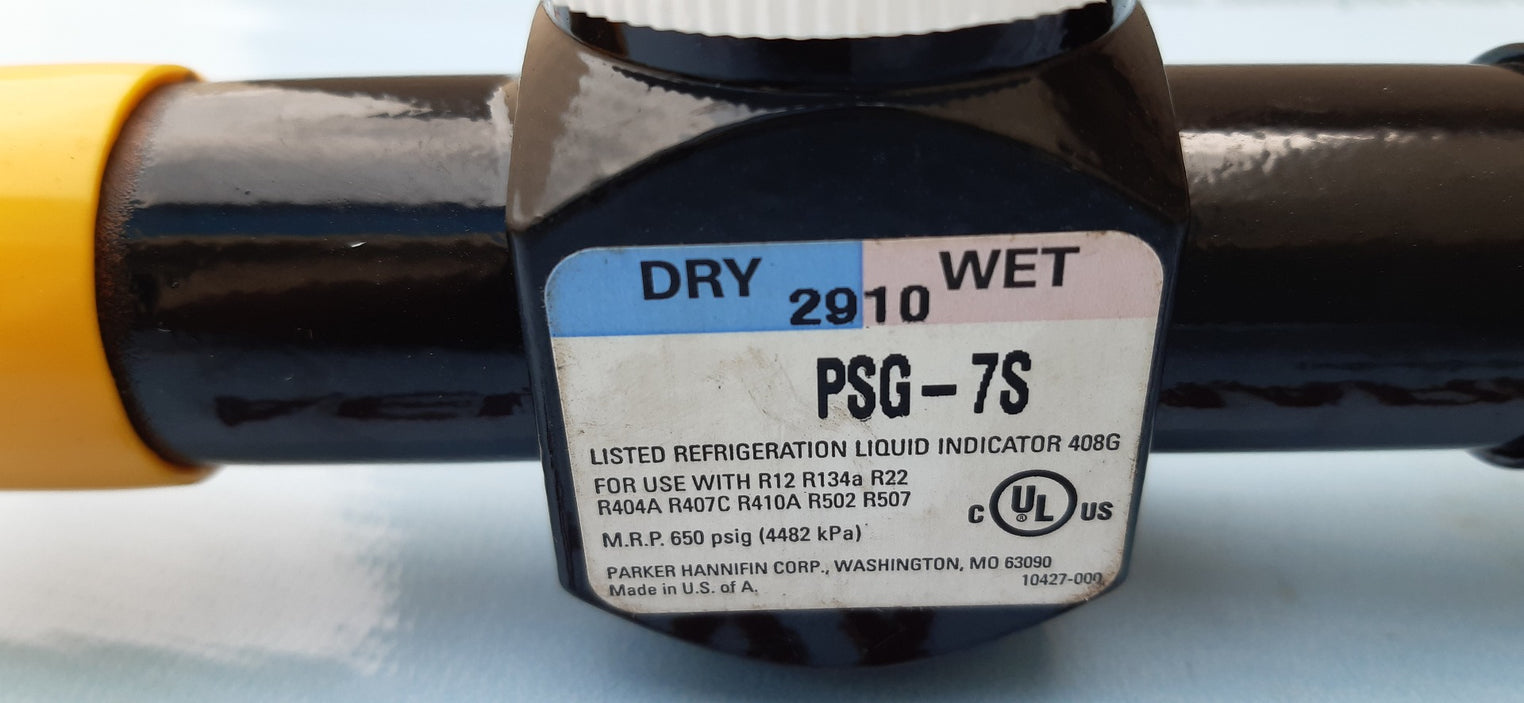 DRY WET
2910
PSG-7S
LISTED REFRIGERATION LIQUID INDICATOR 408G
FOR USE WITH R12 R134a R22
R404A R407C R410A R502 R507
C UL® US
M.R.P. 650 psig (4482 kPa)
PARKER HANNIFIN CORP., WASHINGTON, MO 63090
Made in U.S. of A. 10427-000